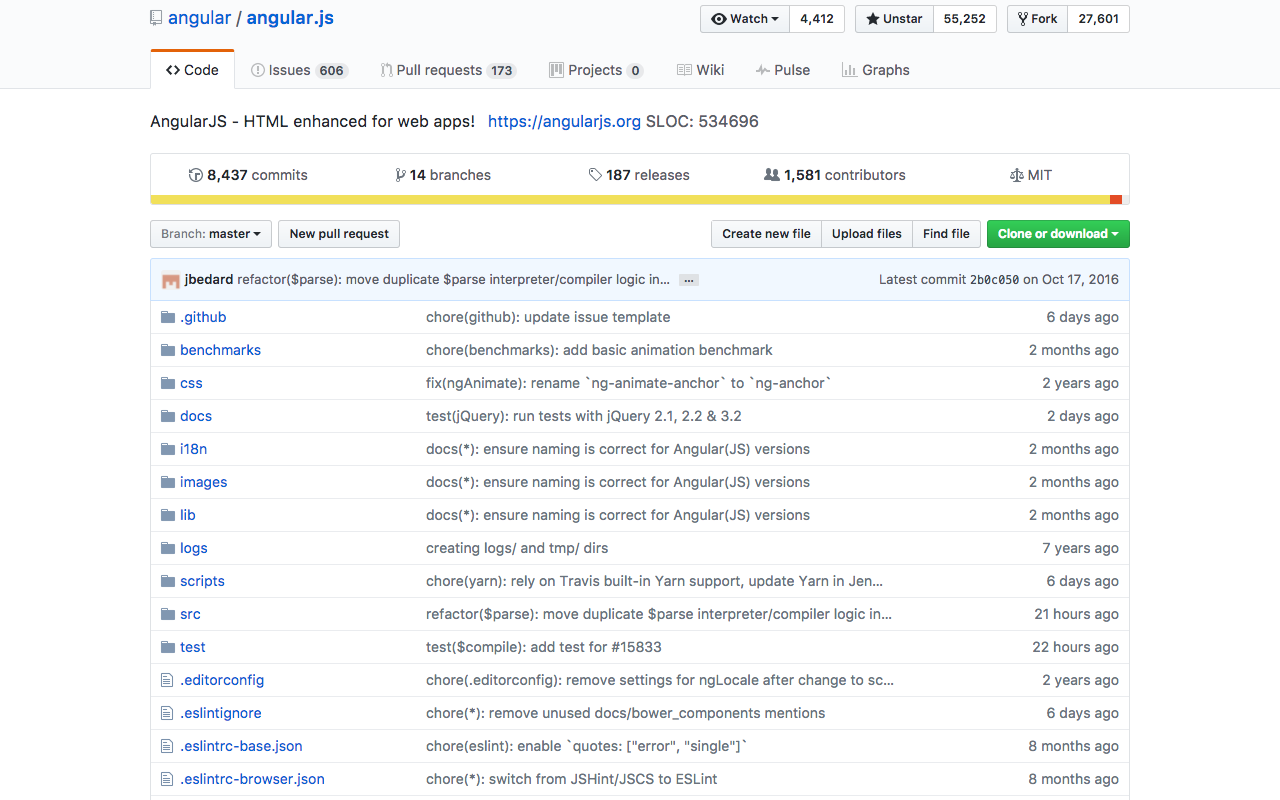 angular / angular.js Watch 4,412 Unstar 55,252 Fork 27,601
Code Issues 606 Pull requests 173 Projects 0 Wiki Pulse Graphs
AngularJS - HTML enhanced for web apps! https://angularjs.org SLOC: 534696
8,437 commits 14 branches 187 releases 1,581 contributors MIT
Branch: master New pull request Create new file Upload files Find file Clone or download
jbedard refactor($parse): move duplicate $parse interpreter/compiler logic in… … Latest commit 2b0c050 on Oct 17, 2016
.github chore(github): update issue template 6 days ago
benchmarks chore(benchmarks): add basic animation benchmark 2 months ago
css fix(ngAnimate): rename `ng-animate-anchor` to `ng-anchor` 2 years ago
docs test(jQuery): run tests with jQuery 2.1, 2.2 & 3.2 2 days ago
i18n docs(*): ensure naming is correct for Angular(JS) versions 2 months ago
images docs(*): ensure naming is correct for Angular(JS) versions 2 months ago
lib docs(*): ensure naming is correct for Angular(JS) versions 2 months ago
logs creating logs/ and tmp/ dirs 7 years ago
scripts chore(yarn): rely on Travis built-in Yarn support, update Yarn in Jen… 6 days ago
src refactor($parse): move duplicate $parse interpreter/compiler logic in… 21 hours ago
test test($compile): add test for #15833 22 hours ago
.editorconfig chore(.editorconfig): remove settings for ngLocale after change to sc… 2 years ago
.eslintignore chore(*): remove unused docs/bower_components mentions 6 days ago
.eslintrc-base.json chore(eslint): enable `quotes: ["error", "single"]` 8 months ago
.eslintrc-browser.json chore(*): switch from JSHint/JSCS to ESLint 8 months ago